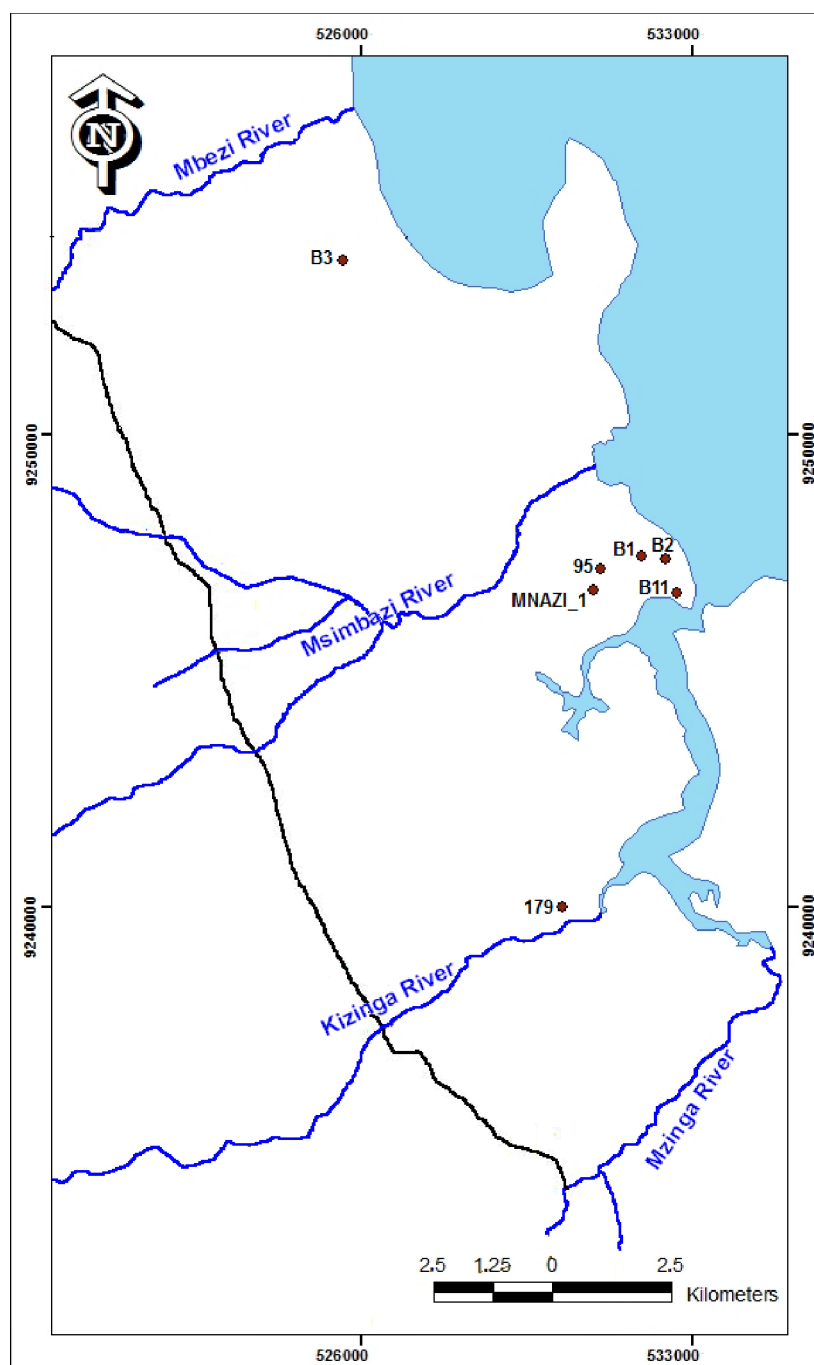 526000 533000
N
Mbezi River
B3
9250000 9250000
B1 B2
95
MNAZI_1 B11
Msimbazi River
179
9240000 9240000
Kizinga River
Mzinga River
2.5 1.25 0 2.5
Kilometers
526000 533000